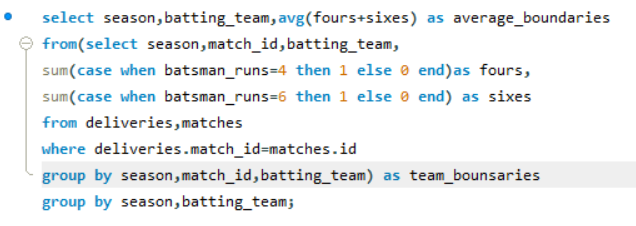 select season,batting_team,avg(fours+sixes) as average_boundaries
from(select season,match_id,batting_team,
sum(case when batsman_runs=4 then 1 else 0 end)as fours,
sum(case when batsman_runs=6 then 1 else 0 end) as sixes
from deliveries,matches
where deliveries.match_id=matches.id
group by season,match_id,batting_team) as team_bounsaries
group by season,batting_team;